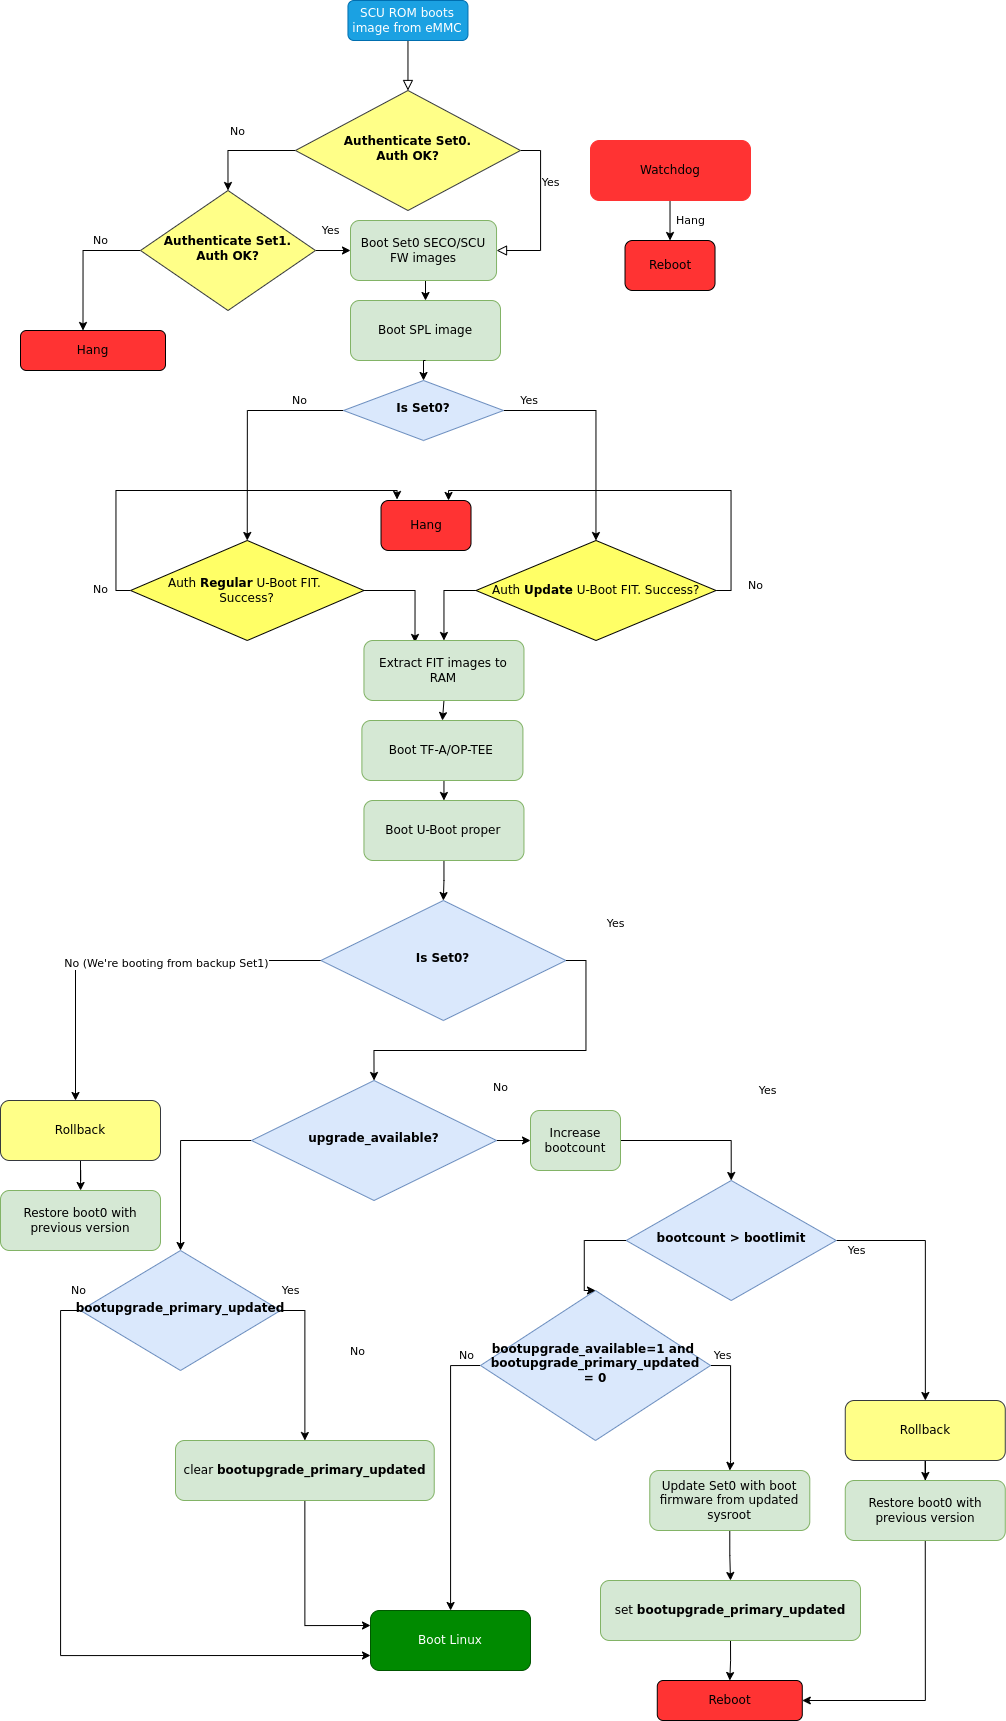 SCU ROM boots
image from eMMC
No
Authenticate Set0.
Auth OK?
Yes
Watchdog
Hang
Reboot
No
Authenticate Set1.
Auth OK?
Yes
Boot Set0 SECO/SCU
FW images
Hang
Boot SPL image
No
Is Set0?
Yes
Hang
No
Auth Regular U-Boot FIT.
Success?
Auth Update U-Boot FIT. Success?
No
Extract FIT images to
RAM
Boot TF-A/OP-TEE
Boot U-Boot proper
Yes
Is Set0?
No (We're booting from backup Set1)
No
Yes
Rollback
upgrade_available?
Increase
bootcount
Restore boot0 with
previous version
bootcount > bootlimit
Yes
No
bootupgrade_primary_updated
Yes
No
No
bootupgrade_available=1 and
bootupgrade_primary_updated
= 0
Yes
Rollback
clear bootupgrade_primary_updated
Update Set0 with boot
firmware from updated
sysroot
Restore boot0 with
previous version
set bootupgrade_primary_updated
Boot Linux
Reboot